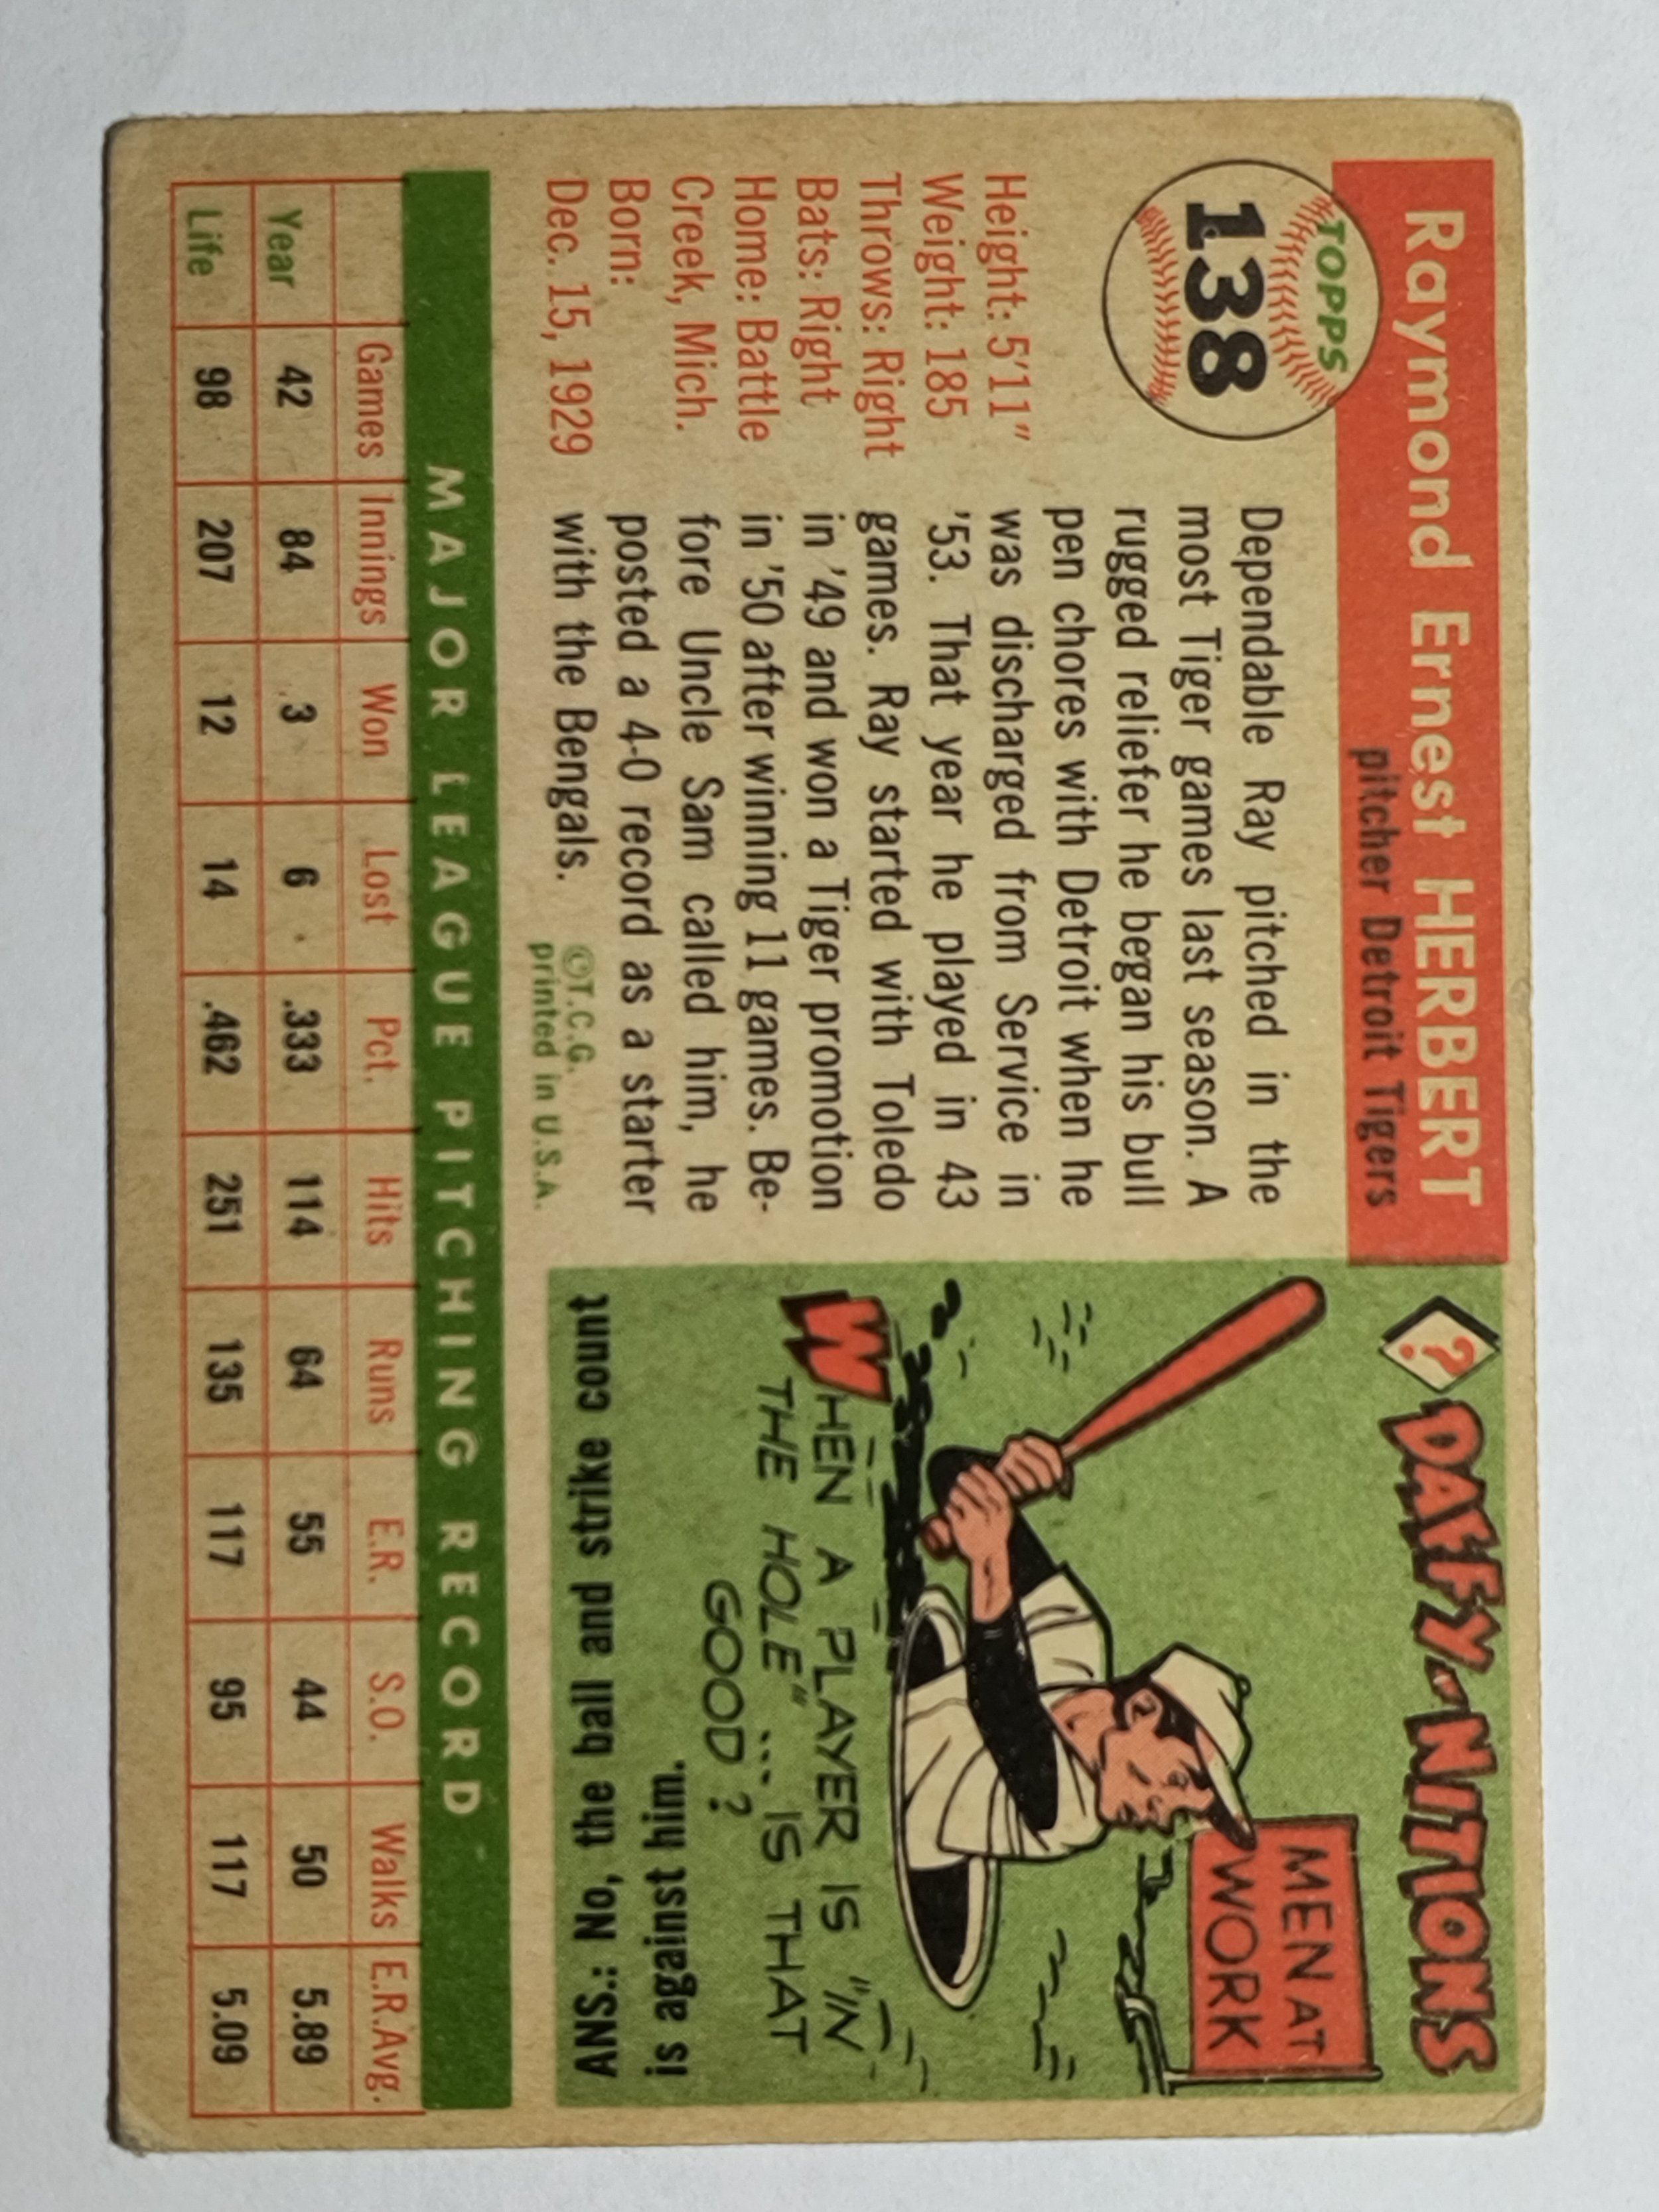 Raymond Ernest HERBERT
pitcher Detroit Tigers
TOPPS
138
Height: 5'11"
Weight: 185
Throws: Right
Bats: Right
Home: Battle
Creek, Mich.
Born:
Dec. 15, 1929
Dependable Ray pitched in the
most Tiger games last season. A
rugged reliefer he began his bull
pen chores with Detroit when he
was discharged from Service in
'53. That year he played in 43
games. Ray started with Toledo
in '49 and won a Tiger promotion
in '50 after winning 11 games. Be-
fore Uncle Sam called him, he
posted a 4-0 record as a starter
with the Bengals.
©T.C.G.
printed in U.S.A.
? DAFFY-NITIONS
MEN AT
WORK
WHEN A PLAYER IS "IN
THE HOLE" ... IS THAT
GOOD?
ANS.: No, the ball and strike count
is against him.
MAJOR LEAGUE PITCHING RECORD
Games Innings Won Lost Pct. Hits Runs E.R. S.O. Walks E.R.Avg.
Year 42 84 3 6 .333 114 64 55 44 50 5.89
Life 98 207 12 14 .462 251 135 117 95 117 5.09